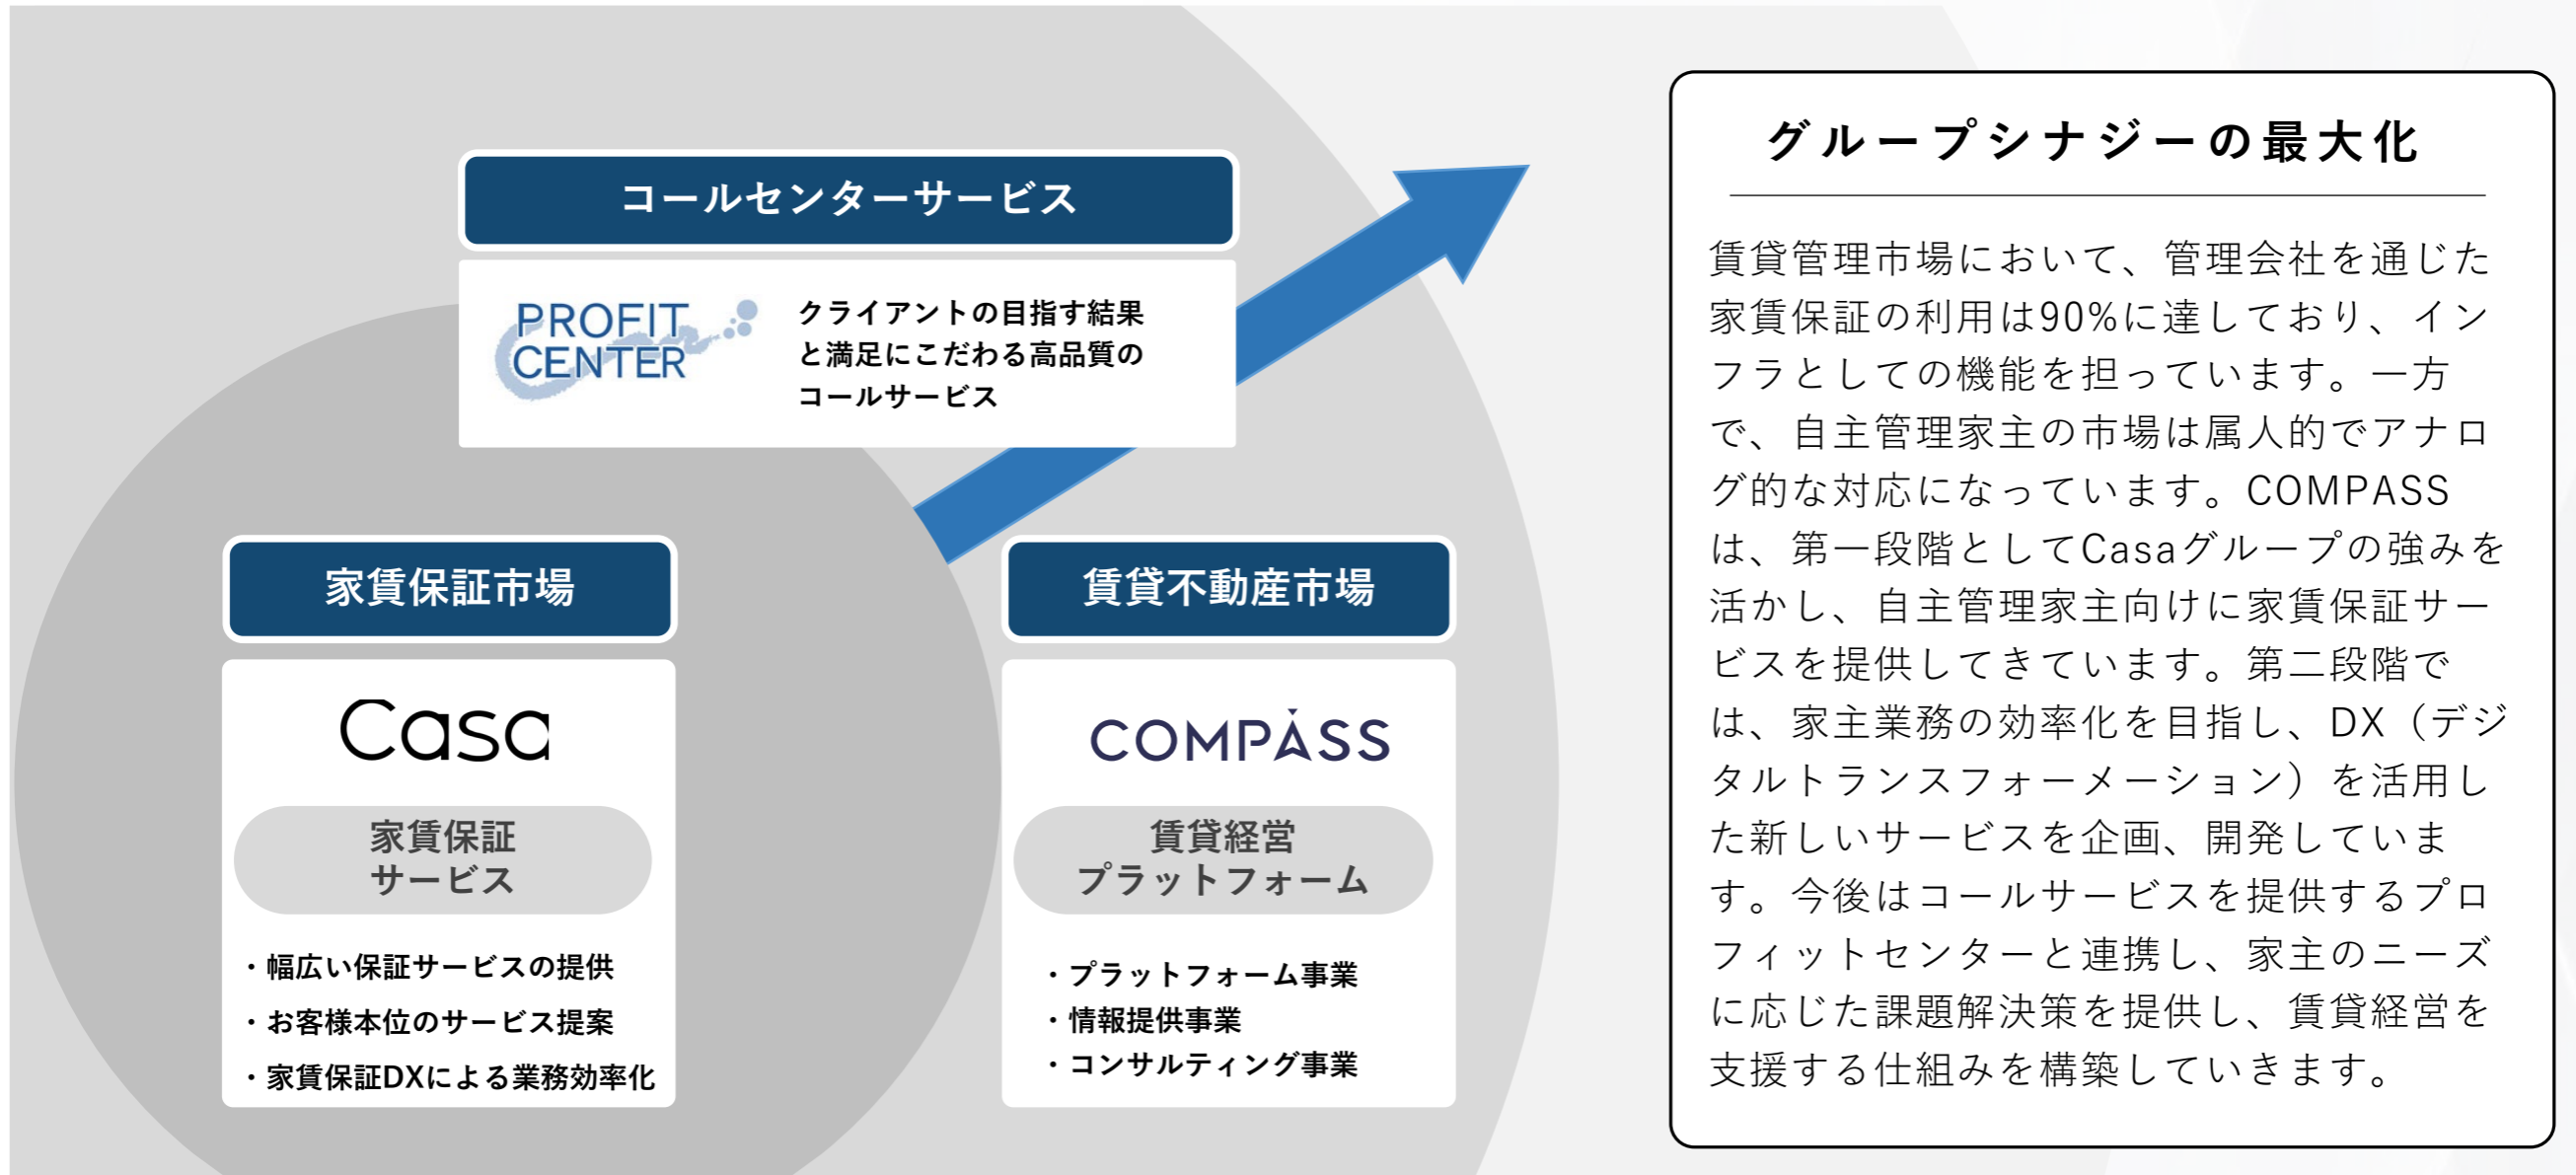 コールセンターサービス
PROFIT
CENTER
クライアントの目指す結果
と満足にこだわる高品質の
コールサービス
家賃保証市場
Casa
家賃保証
サービス
・幅広い保証サービスの提供
・お客様本位のサービス提案
・家賃保証DXによる業務効率化
賃貸不動産市場
COMPASS
賃貸経営
プラットフォーム
・プラットフォーム事業
・情報提供事業
・コンサルティング事業
グループシナジーの最大化
賃貸管理市場において、管理会社を通じた
家賃保証の利用は90%に達しており、イン
フラとしての機能を担っています。一方
で、自主管理家主の市場は属人的でアナロ
グ的な対応になっています。COMPASS
は、第一段階としてCasaグループの強みを
活かし、自主管理家主向けに家賃保証サー
ビスを提供してきています。第二段階で
は、家主業務の効率化を目指し、DX（デジ
タルトランスフォーメーション）を活用し
た新しいサービスを企画、開発していま
す。今後はコールサービスを提供するプロ
フィットセンターと連携し、家主のニーズ
に応じた課題解決策を提供し、賃貸経営を
支援する仕組みを構築していきます。